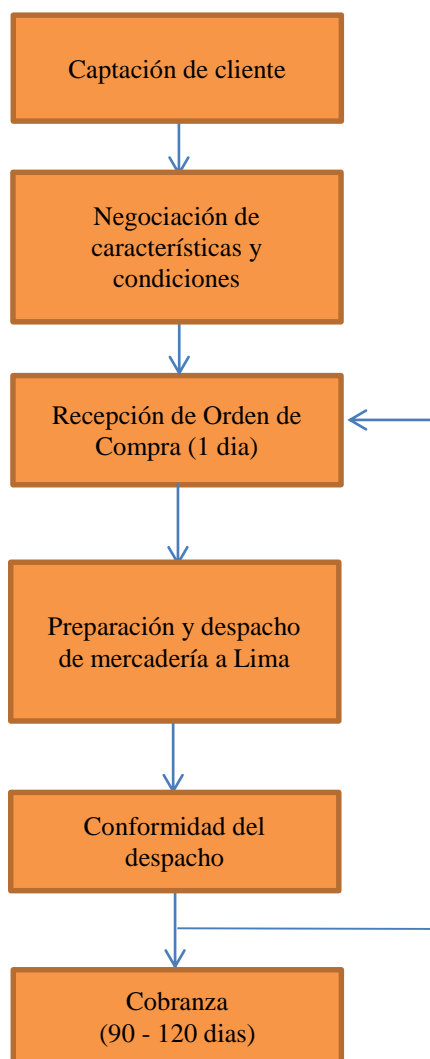 Captación de cliente
Negociación de
características y
condiciones
Recepción de Orden de
Compra (1 dia)
Preparación y despacho
de mercadería a Lima
Conformidad del
despacho
Cobranza
(90 - 120 dias)